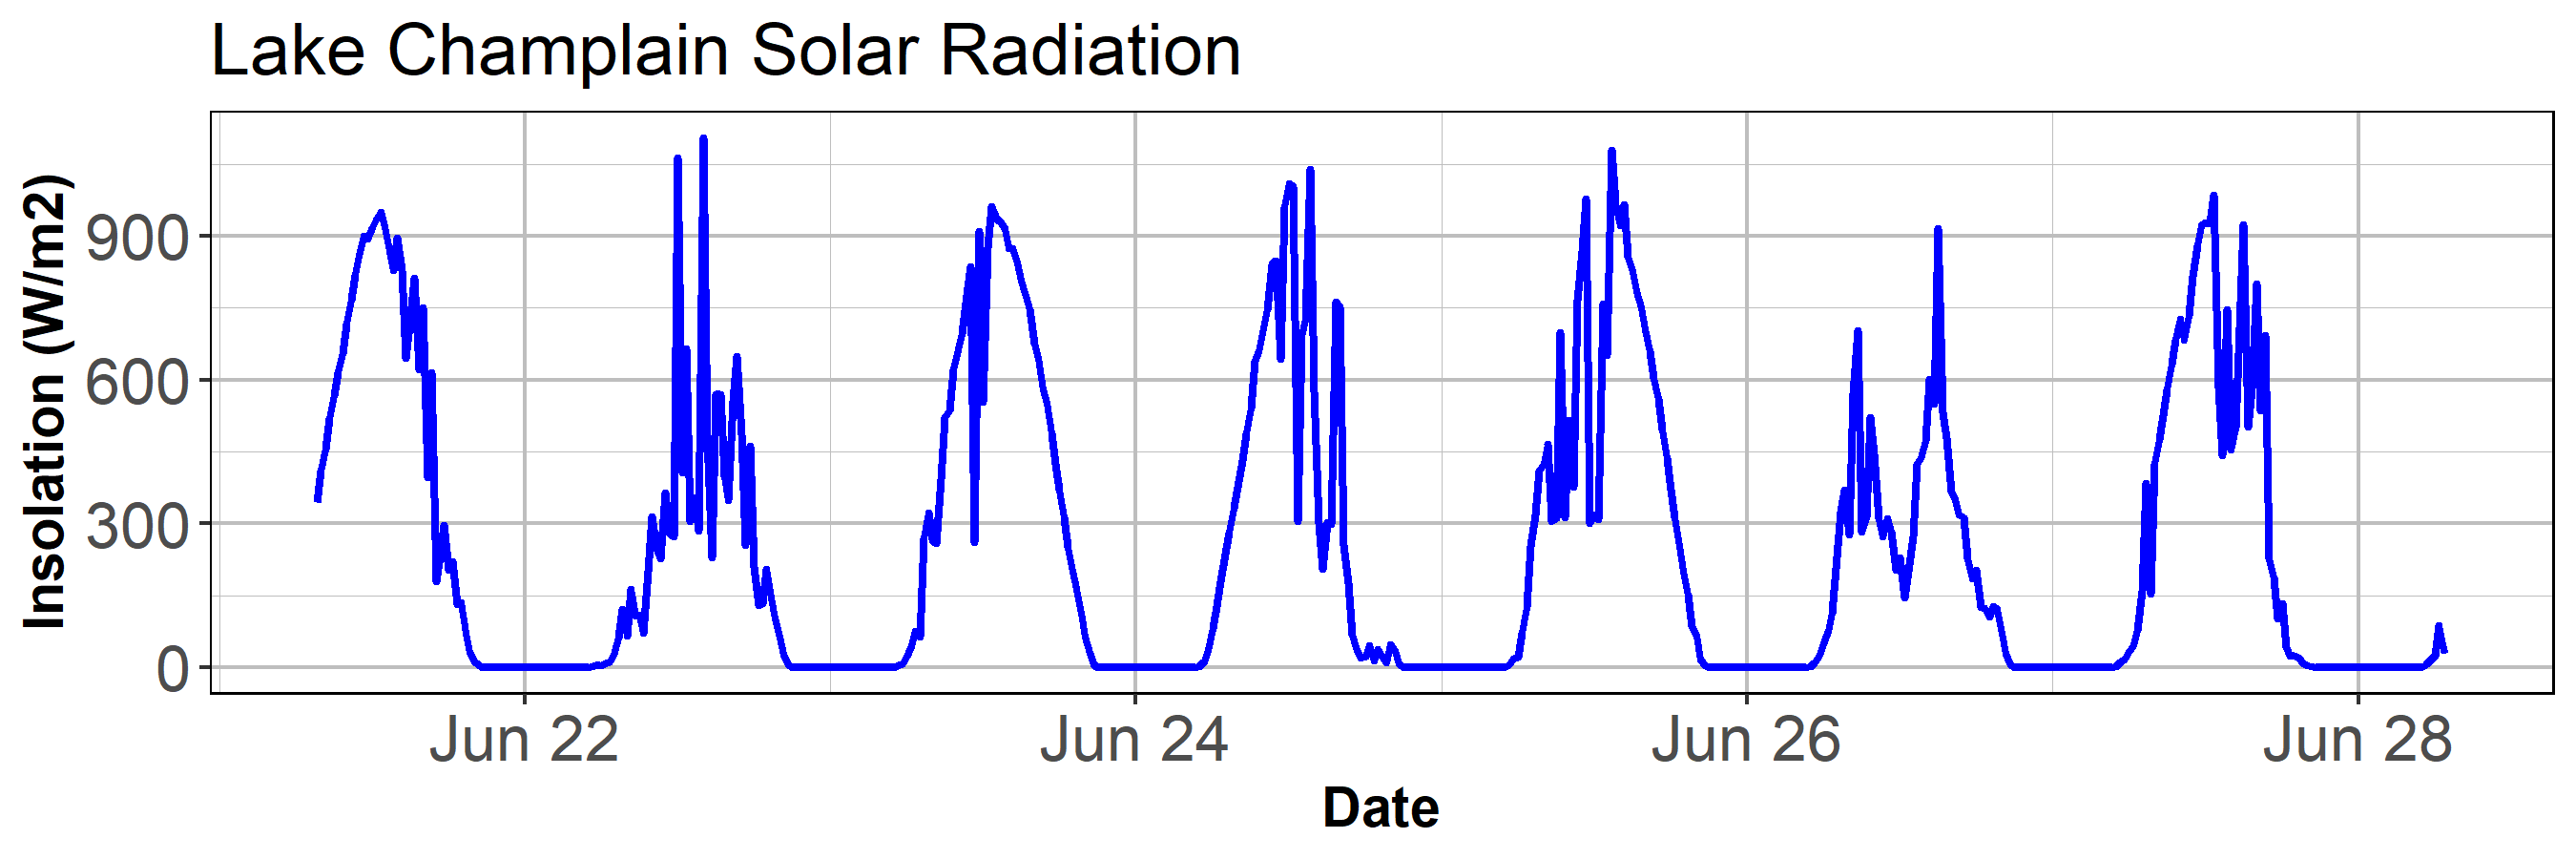 Lake Champlain Solar Radiation
Insolation (W/m2)
900
600
300
0
Jun 22 Jun 24 Jun 26 Jun 28
Date